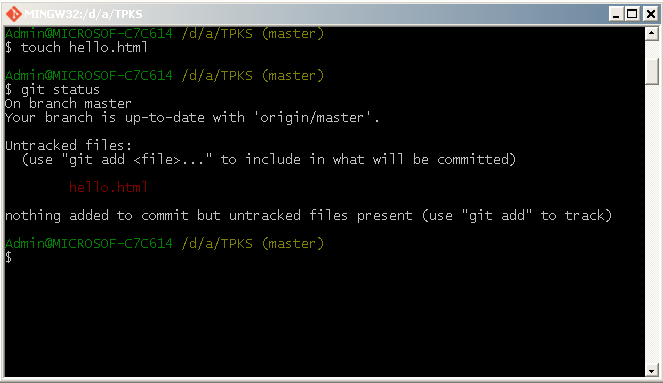 MINGW32:/d/a/TPKS
Admin@MICROSOF-C7C614 /d/a/TPKS (master)
$ touch hello.html
Admin@MICROSOF-C7C614 /d/a/TPKS (master)
$ git status
On branch master
Your branch is up-to-date with 'origin/master'.
Untracked files:
(use "git add <file>..." to include in what will be committed)
hello.html
nothing added to commit but untracked files present (use "git add" to track)
Admin@MICROSOF-C7C614 /d/a/TPKS (master)
$